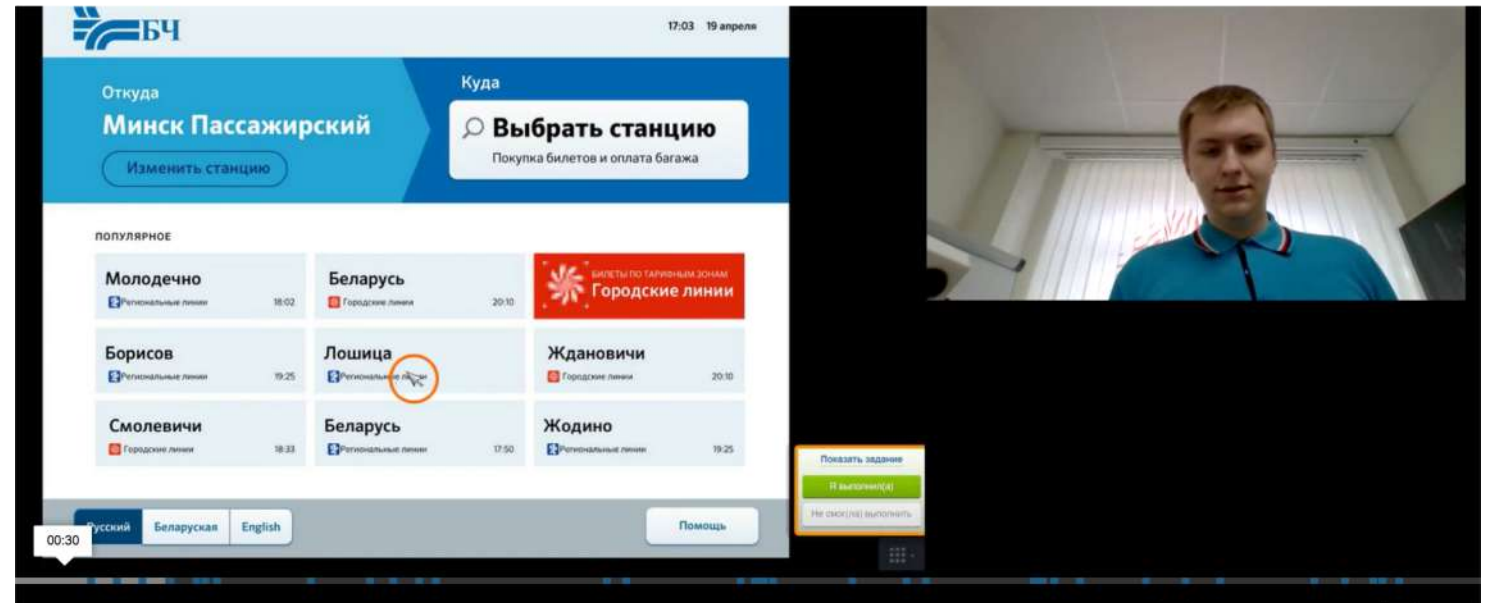 БЧ
17:03 19 апреля
Откуда
Минск Пассажирский
Изменить станцию
Куда
Выбрать станцию
Покупка билетов и оплата багажа
ПОПУЛЯРНОЕ
Молодечно
Региональные линии 18:02
Беларусь
Городские линии 20:10
БИЛЕТЫ ПО ТАРИФНЫМ ЗОНАМ
Городские линии
Борисов
Региональные линии 19:25
Лошица
Региональные линии
Ждановичи
Городские линии 20:10
Смолевичи
Городские линии 18:33
Беларусь
Региональные линии 17:50
Жодино
Региональные линии 19:25
Показать задание
Я выполнил(а)
Не смог(ла) выполнить
Русский Беларуская English
Помощь
00:30